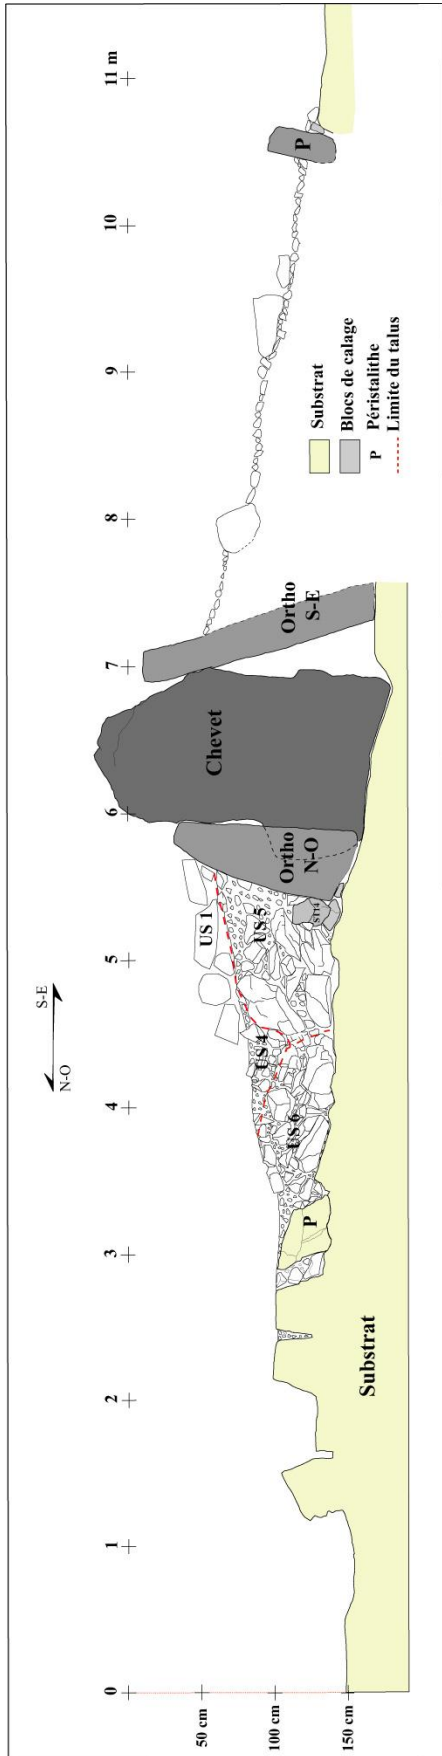 N-O S-E
0 1 2 3 4 5 6 7 8 9 10 11 m
50 cm
100 cm
150 cm
US 1
US 4
US 5
US 6
ST14
P
Ortho
N-O
Chevet
Ortho
S-E
P
Substrat
Substrat
Blocs de calage
P Péristalithe
Limite du talus